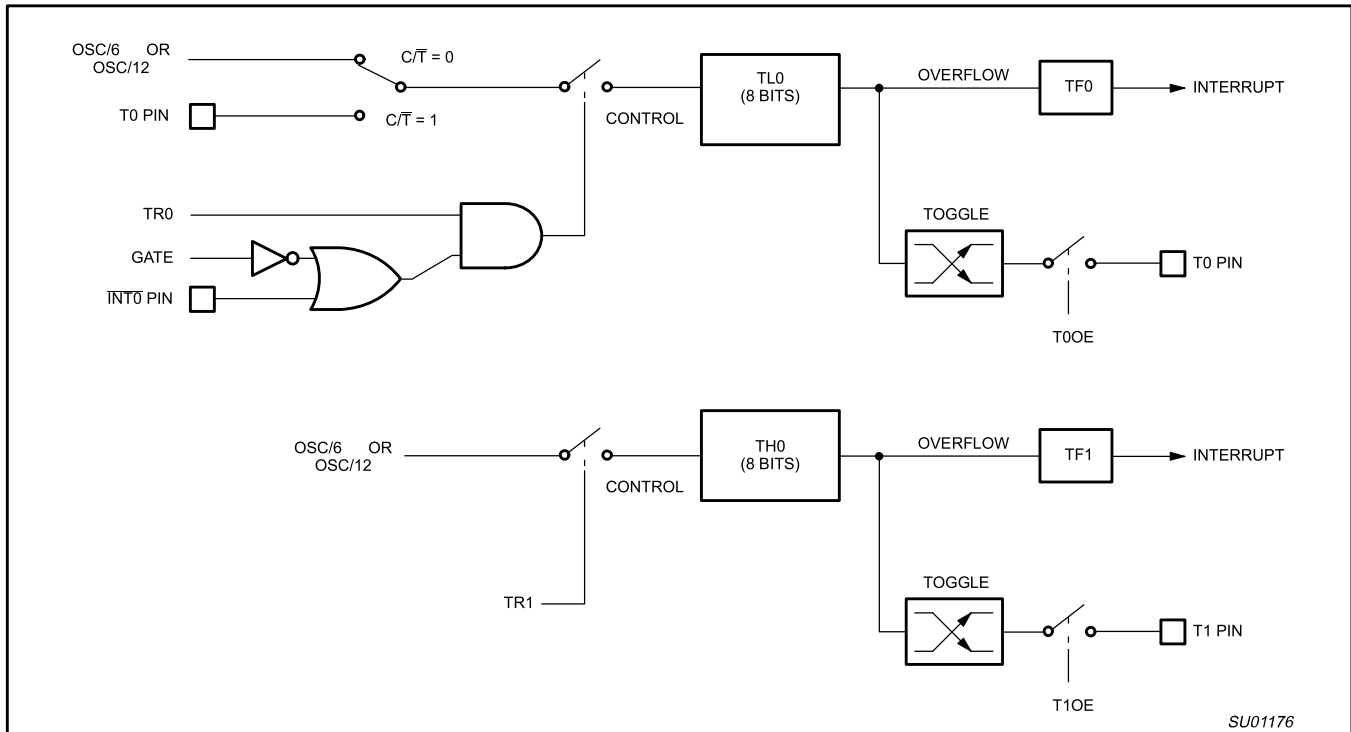 OSC/6 OR
OSC/12
C/T̅ = 0
T0 PIN
C/T̅ = 1
CONTROL
TL0
(8 BITS)
OVERFLOW
TF0
INTERRUPT
TR0
GATE
I̅N̅T̅0̅ PIN
TOGGLE
T0 PIN
T0OE
OSC/6 OR
OSC/12
CONTROL
TH0
(8 BITS)
OVERFLOW
TF1
INTERRUPT
TR1
TOGGLE
T1 PIN
T1OE
SU01176